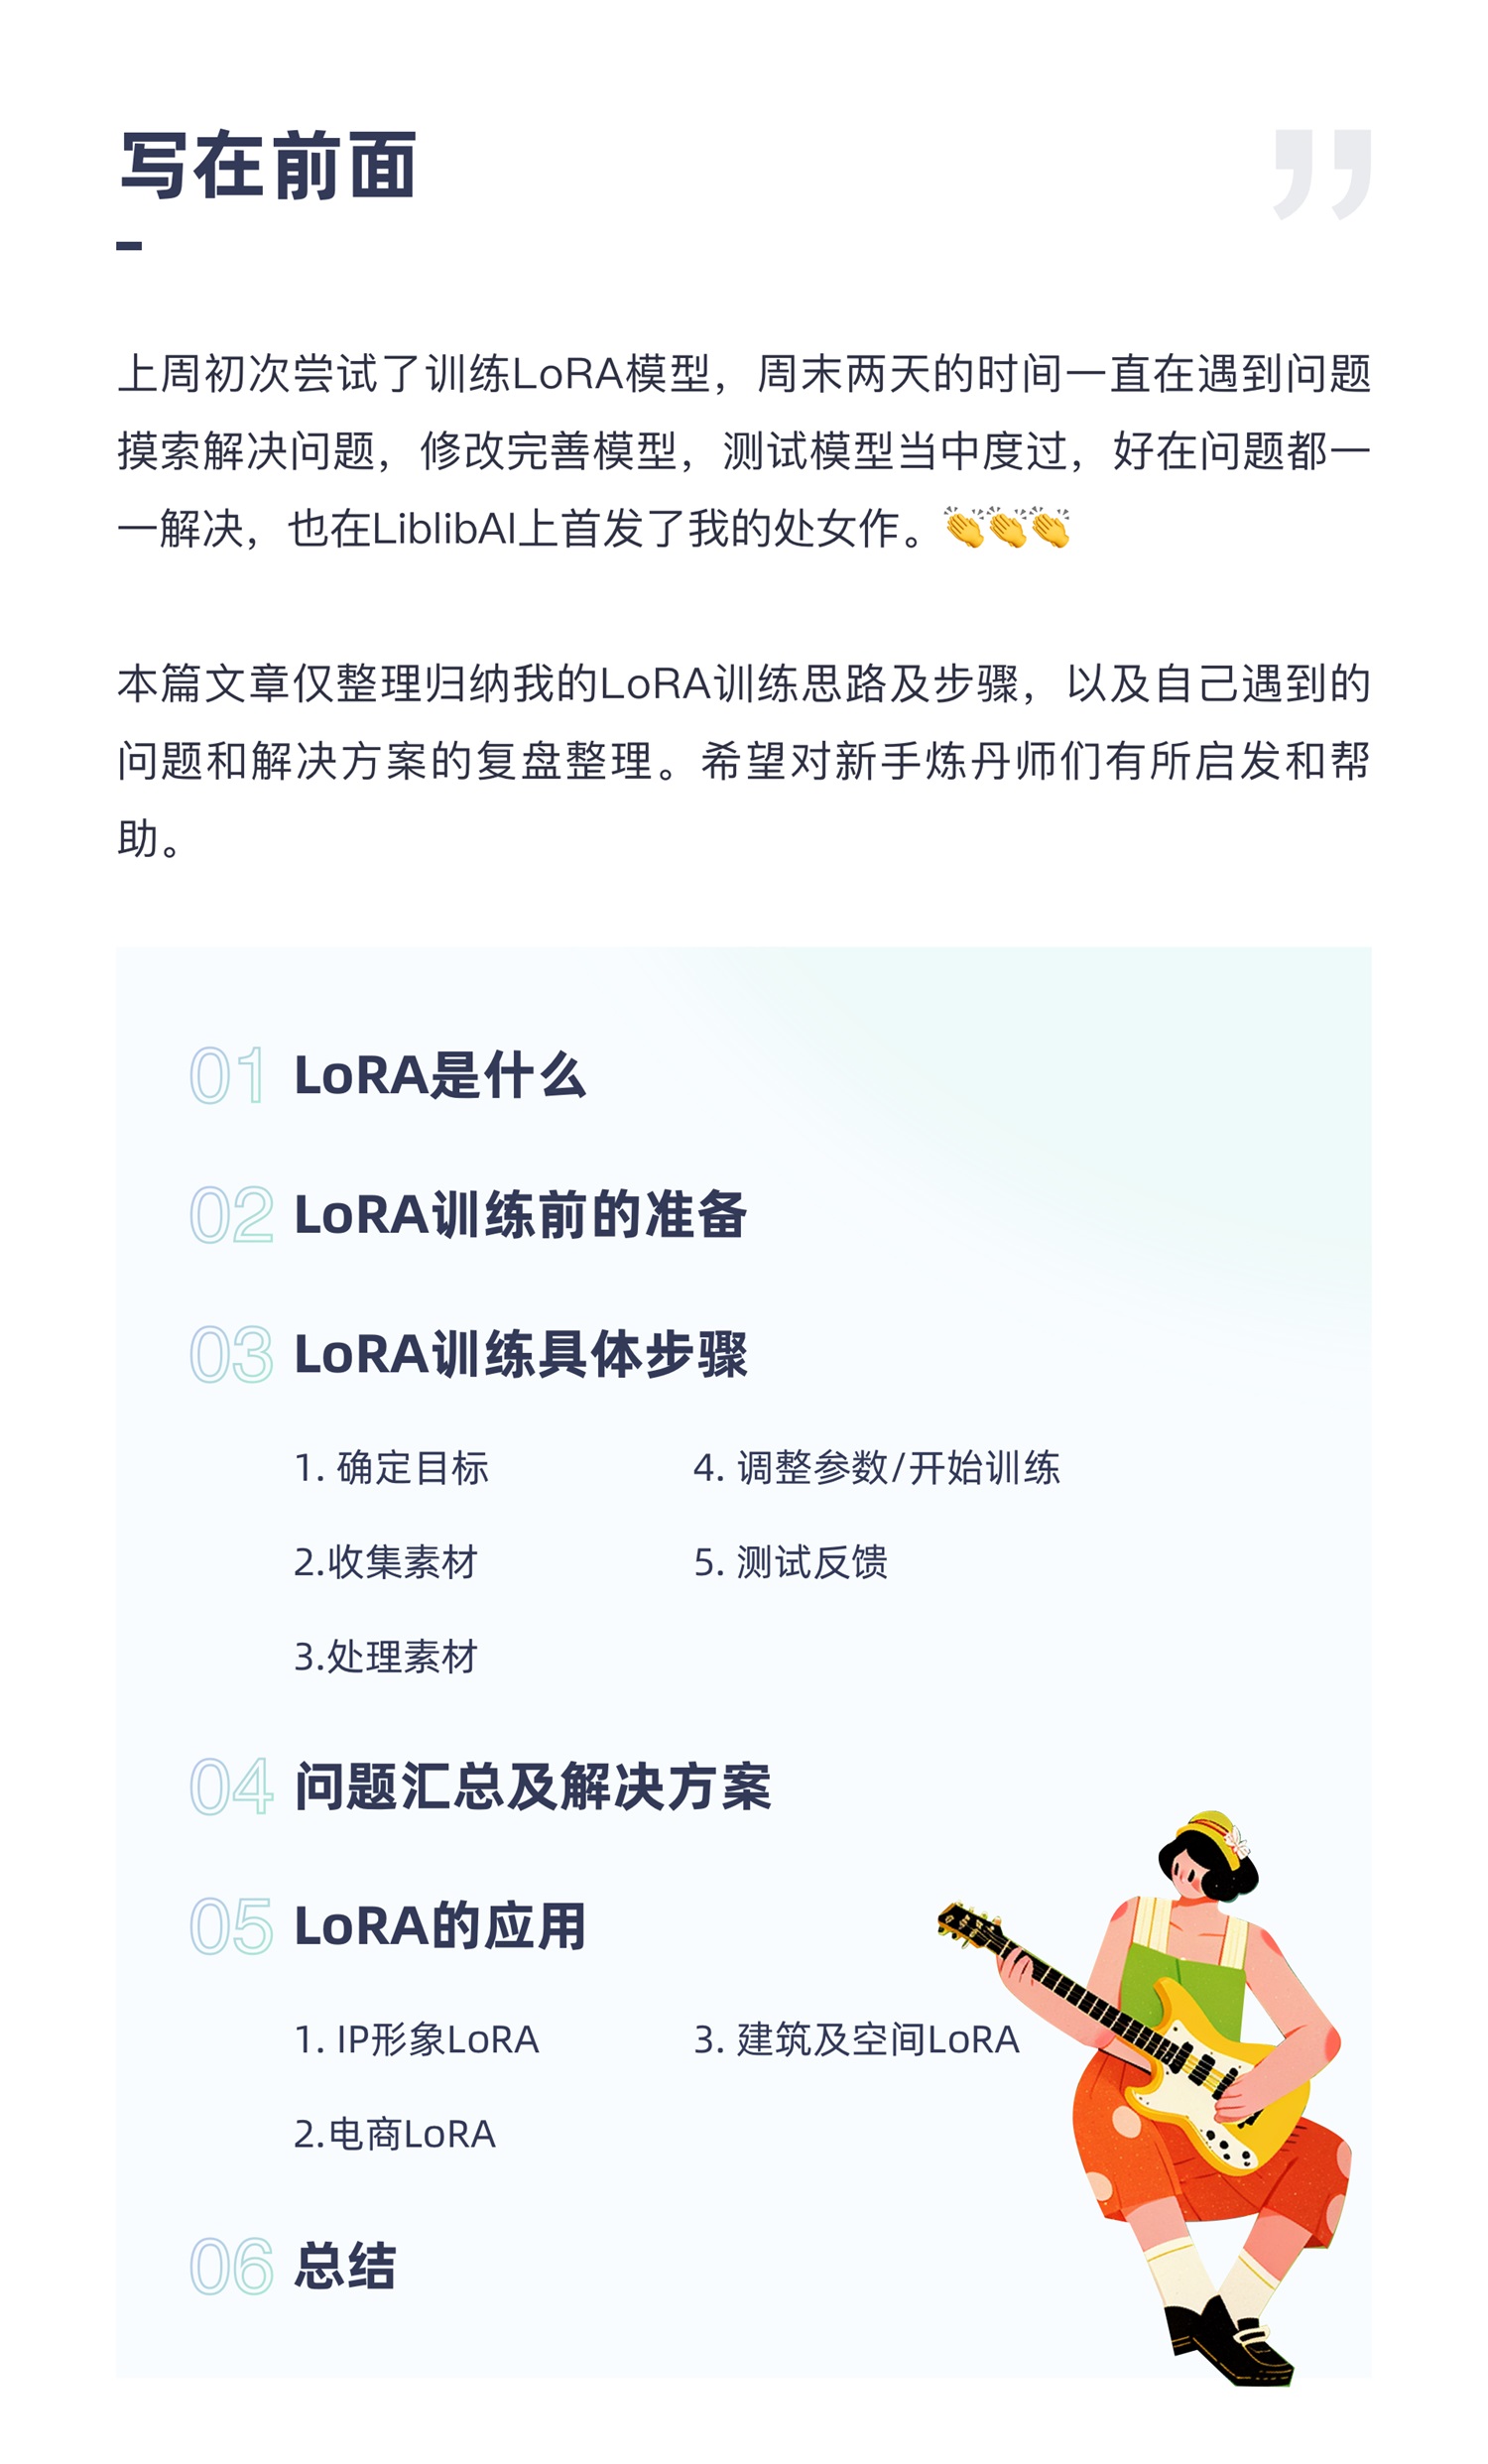 写在前面
上周初次尝试了训练LoRA模型，周末两天的时间一直在遇到问题
摸索解决问题，修改完善模型，测试模型当中度过，好在问题都一
一解决，也在LiblibAI上首发了我的处女作。👏👏👏
本篇文章仅整理归纳我的LoRA训练思路及步骤，以及自己遇到的
问题和解决方案的复盘整理。希望对新手炼丹师们有所启发和帮
助。
01 LoRA是什么
02 LoRA训练前的准备
03 LoRA训练具体步骤
1. 确定目标
2.收集素材
3.处理素材
4. 调整参数/开始训练
5. 测试反馈
04 问题汇总及解决方案
05 LoRA的应用
1. IP形象LoRA
2.电商LoRA
3. 建筑及空间LoRA
06 总结